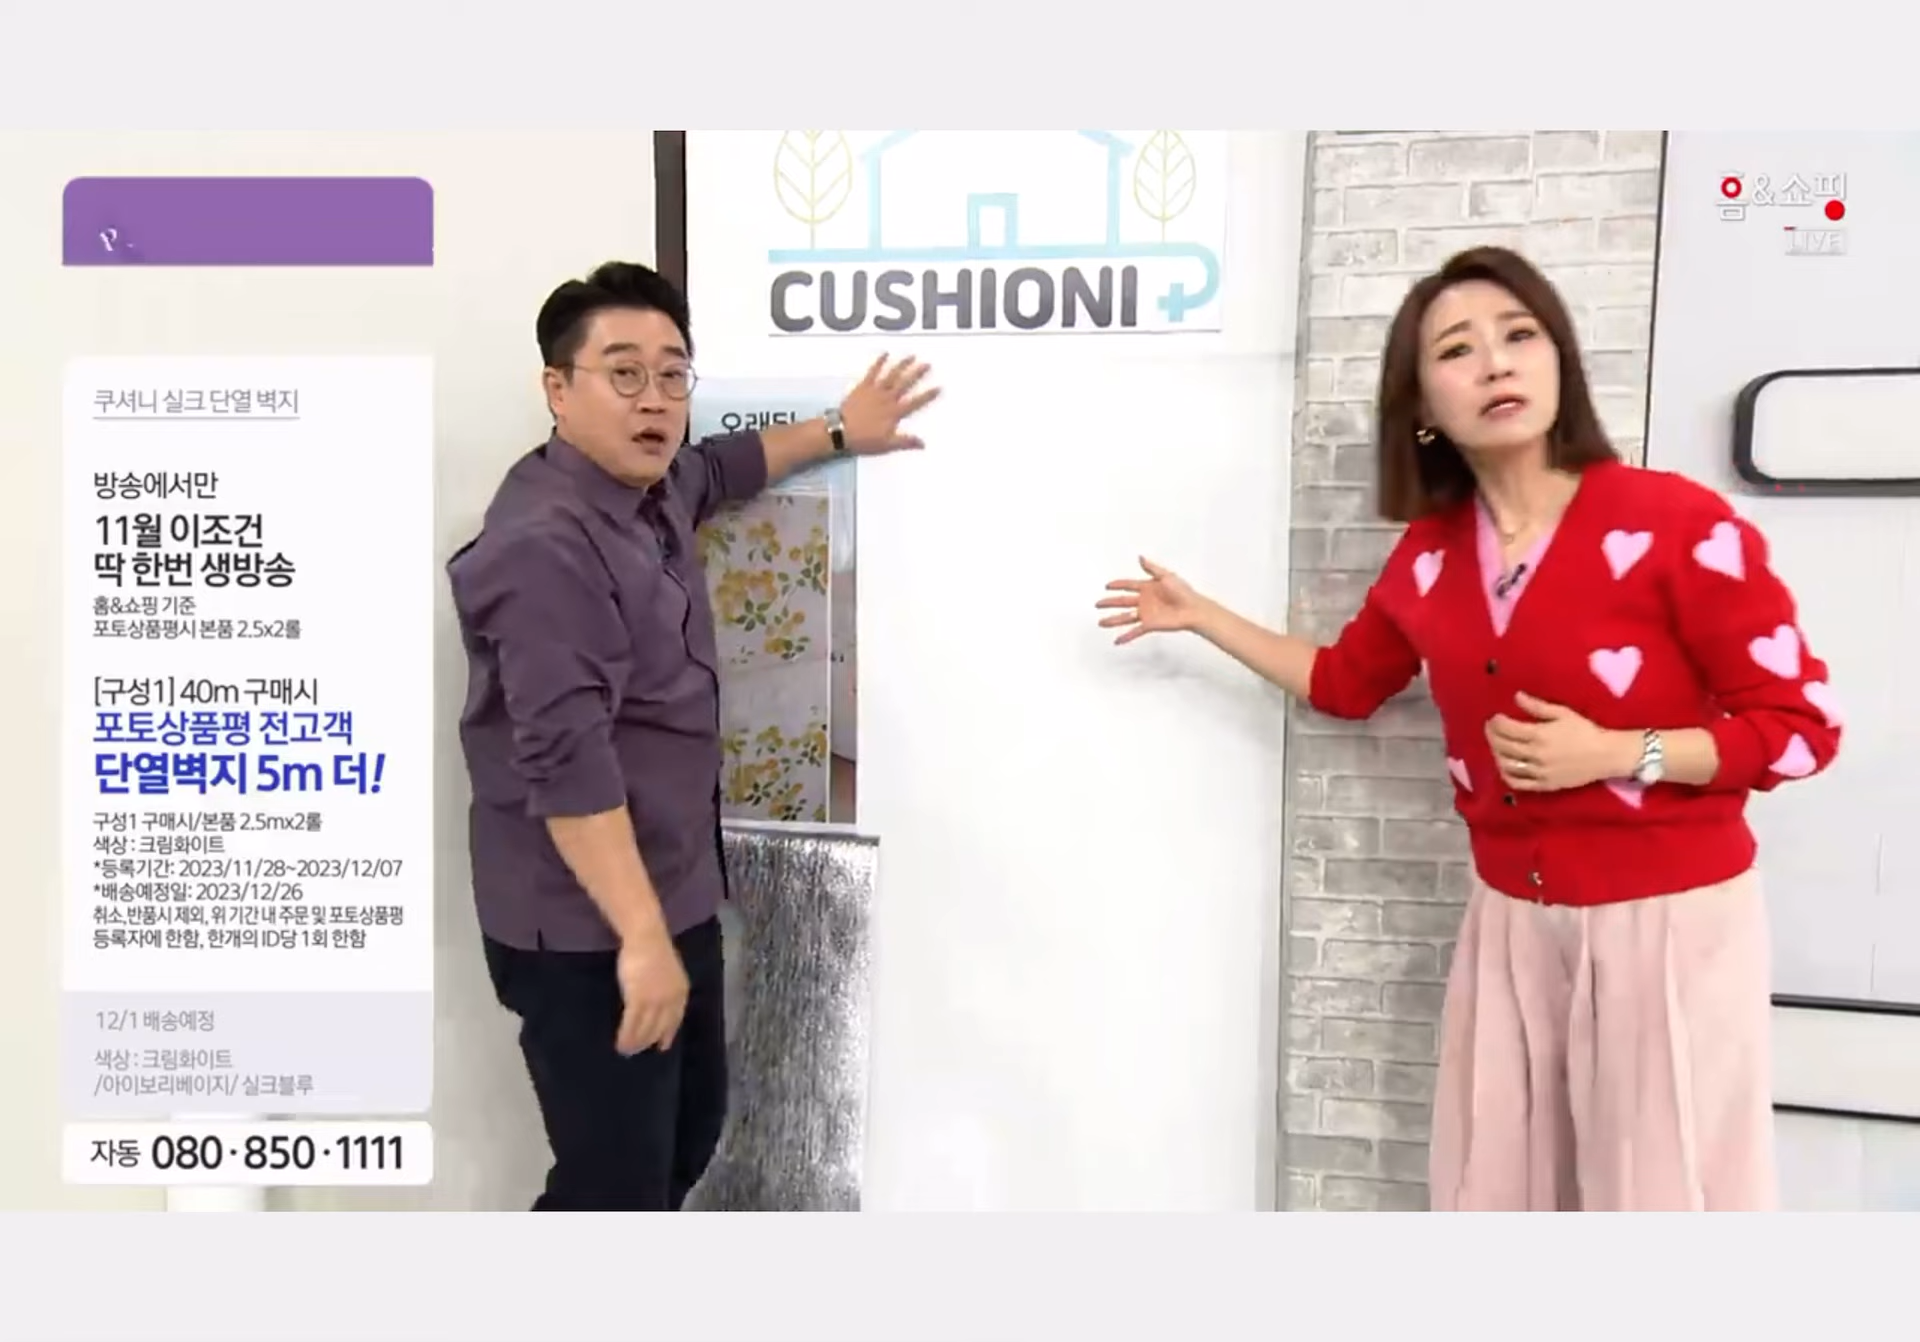 쿠셔니 실크 단열 벽지
방송에서만
11월 이조건
딱 한번 생방송
홈&쇼핑 기준
포토상품평시 본품 2.5x2롤
[구성1] 40m 구매시
포토상품평 전고객
단열벽지 5m 더!
구성1 구매시/본품 2.5mx2롤
색상 : 크림화이트
*등록기간: 2023/11/28~2023/12/07
*배송예정일: 2023/12/26
취소,반품시 제외, 위 기간 내 주문 및 포토상품평
등록자에 한함, 한개의 ID당 1회 한함
12/1 배송예정
색상 : 크림화이트
/아이보리베이지/ 실크블루
자동 080·850·1111
CUSHIONI
홈&쇼핑
LIVE